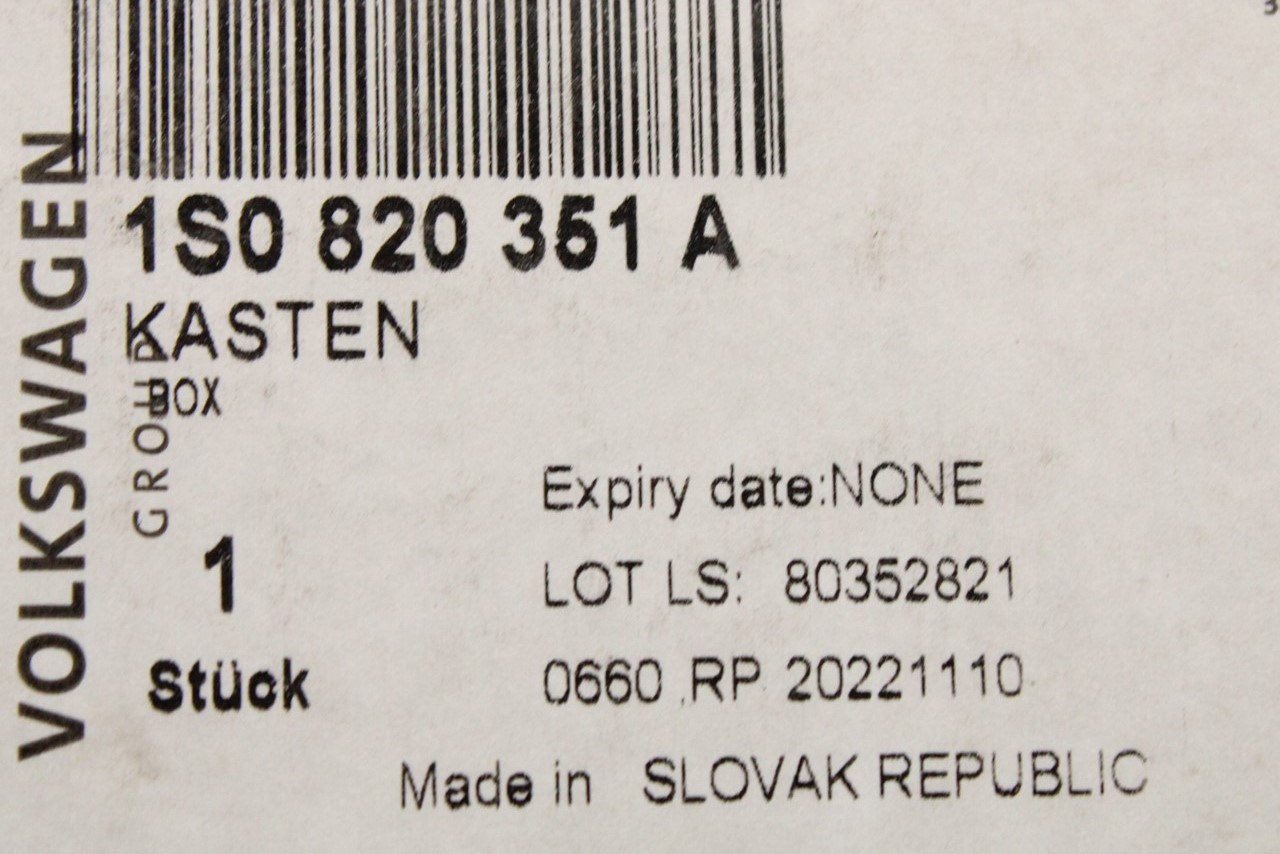 VOLKSWAGEN
GROUP
1S0 820 351 A
KASTEN
BOX
1
Stück
Expiry date:NONE
LOT LS: 80352821
0660 RP 20221110
Made in SLOVAK REPUBLIC